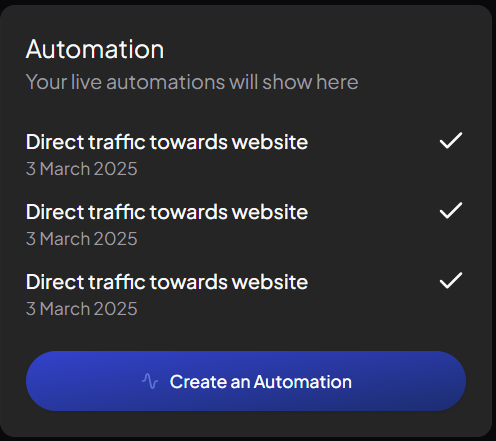 Automation
Your live automations will show here
Direct traffic towards website
3 March 2025
Direct traffic towards website
3 March 2025
Direct traffic towards website
3 March 2025
Create an Automation